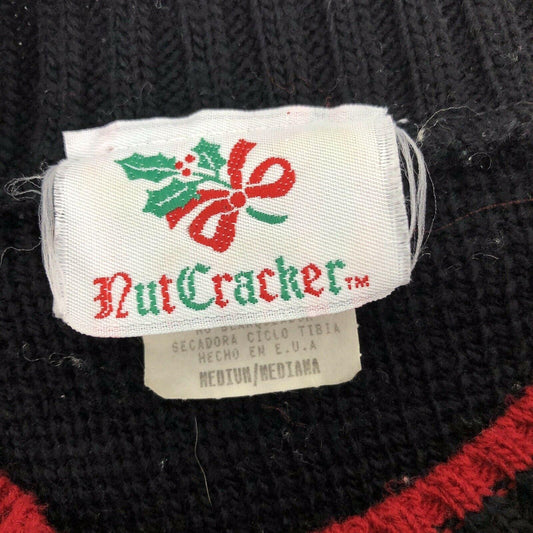 NutCracker™
SECADORA CICLO TIBIA
HECHO EN E.U.A
MEDIUM/MEDIANA